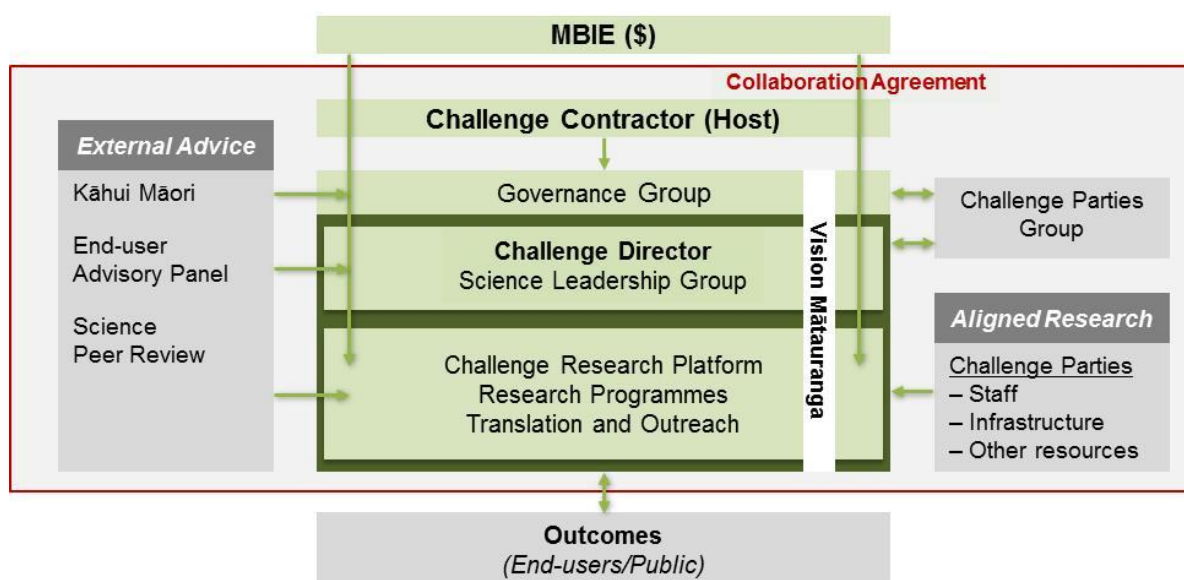 MBIE ($)
Collaboration Agreement
Challenge Contractor (Host)
External Advice
Kāhui Māori
End-user
Advisory Panel
Science
Peer Review
Governance Group
Challenge Director
Science Leadership Group
Challenge Research Platform
Research Programmes
Translation and Outreach
Vision Mātauranga
Challenge Parties
Group
Aligned Research
Challenge Parties
– Staff
– Infrastructure
– Other resources
Outcomes
(End-users/Public)